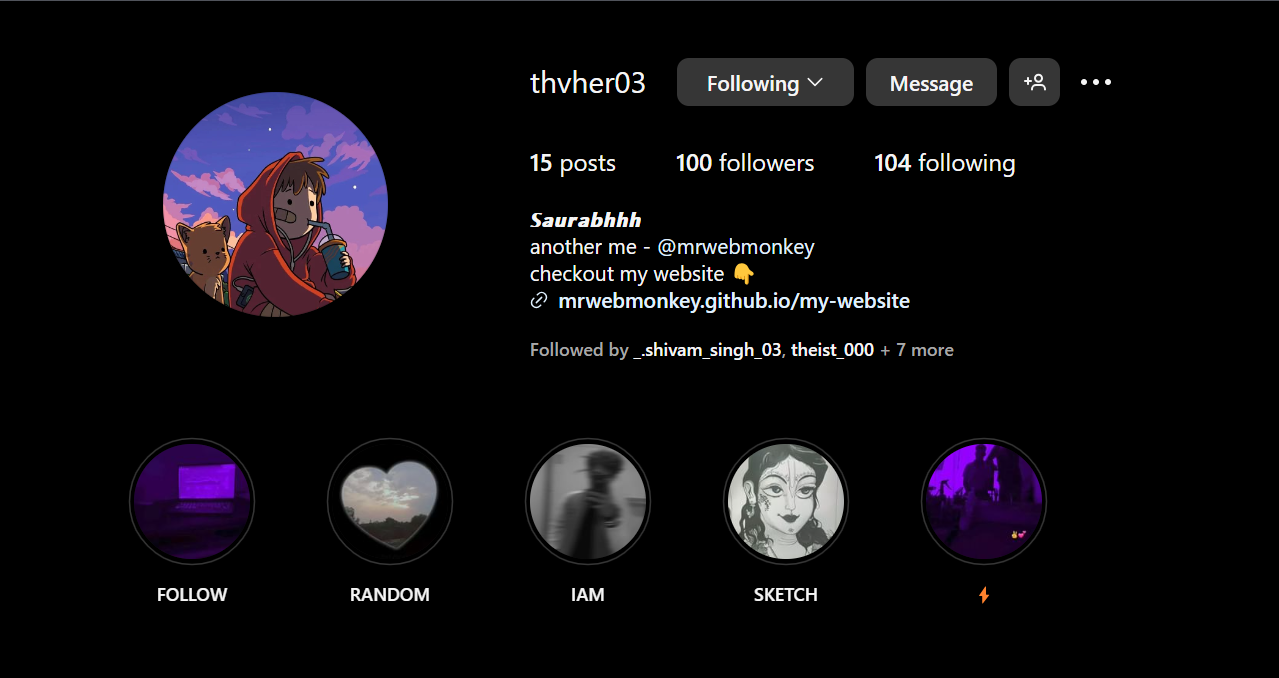 thvher03 Following Message
15 posts 100 followers 104 following
Saurabhhh
another me - @mrwebmonkey
checkout my website 👇
mrwebmonkey.github.io/my-website
Followed by _.shivam_singh_03, theist_000 + 7 more
FOLLOW RANDOM IAM SKETCH ⚡